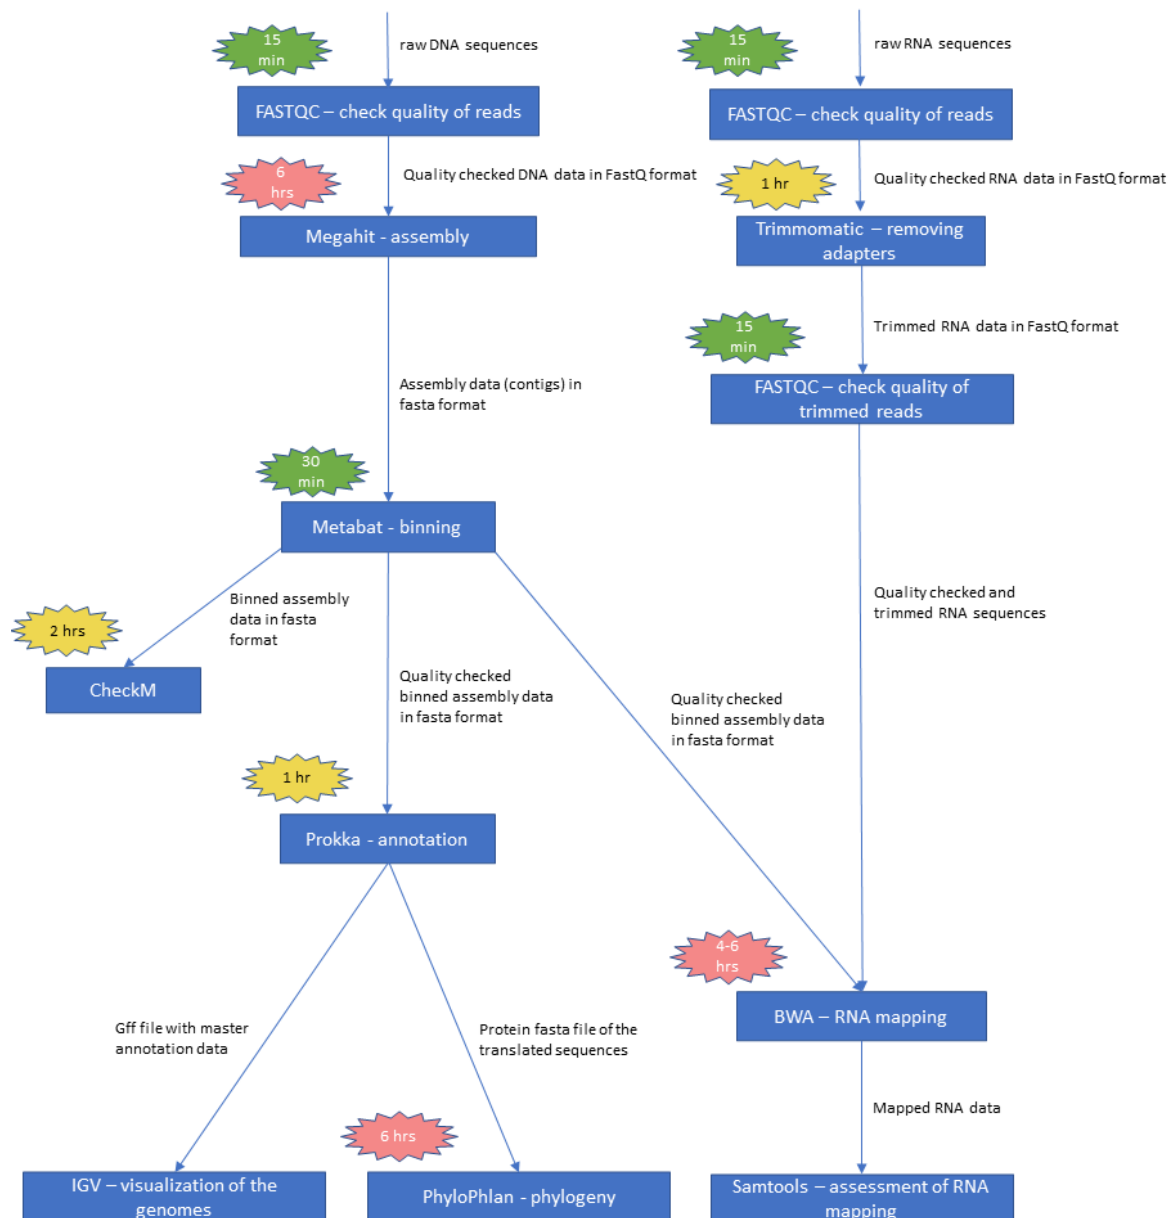 15
min
raw DNA sequences
15
min
raw RNA sequences
FASTQC – check quality of reads
FASTQC – check quality of reads
6
hrs
Quality checked DNA data in FastQ format
1 hr
Quality checked RNA data in FastQ format
Megahit - assembly
Trimmomatic – removing
adapters
15
min
Trimmed RNA data in FastQ format
Assembly data (contigs) in
fasta format
FASTQC – check quality of
trimmed reads
30
min
Metabat - binning
Binned assembly
data in fasta
format
Quality checked and
trimmed RNA sequences
2 hrs
CheckM
Quality checked
binned assembly data
in fasta format
Quality checked
binned assembly data
in fasta format
1 hr
Prokka - annotation
4-6
hrs
BWA – RNA mapping
Gff file with master
annotation data
Protein fasta file of the
translated sequences
Mapped RNA data
6 hrs
IGV – visualization of the
genomes
PhyloPhlan - phylogeny
Samtools – assessment of RNA
mapping